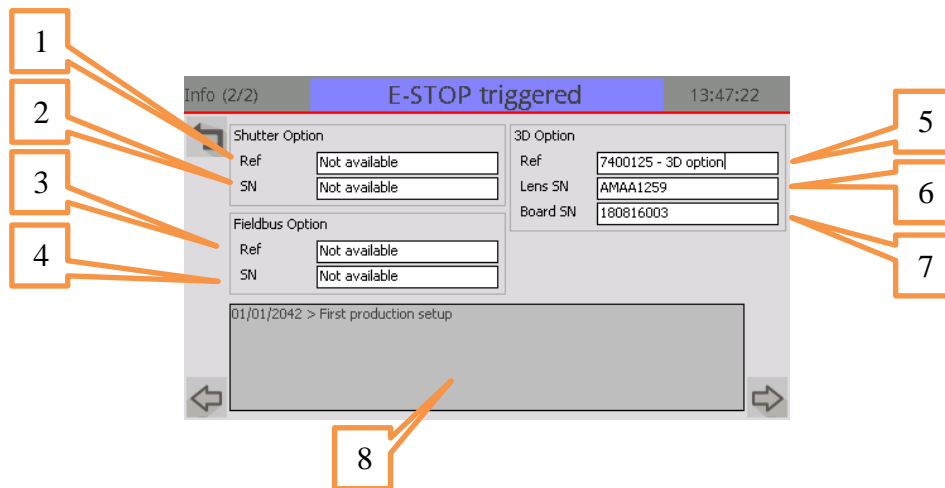 1
2
3
4
Info (2/2) E-STOP triggered 13:47:22
Shutter Option
Ref Not available
SN Not available
Fieldbus Option
Ref Not available
SN Not available
3D Option
Ref 7400125 - 3D option
Lens SN AMAA1259
Board SN 180816003
5
6
7
01/01/2042 > First production setup
8